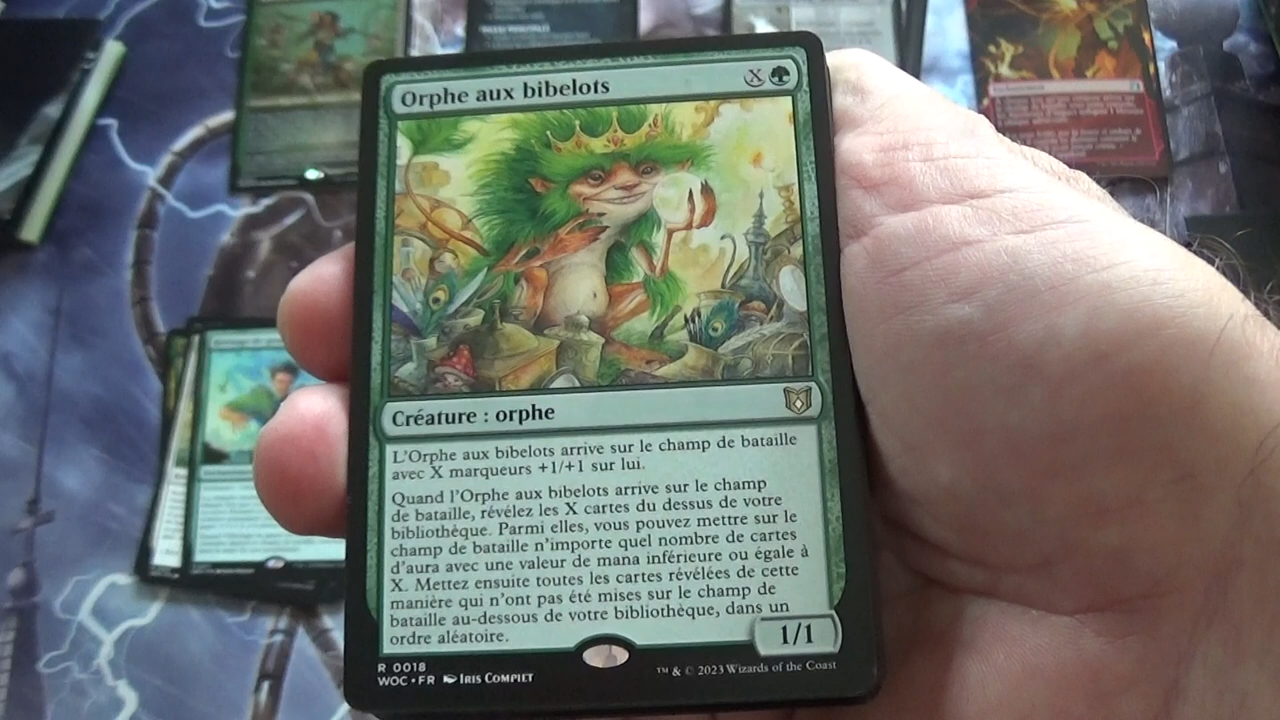 Orphe aux bibelots X
Créature : orphe
L'Orphe aux bibelots arrive sur le champ de bataille
avec X marqueurs +1/+1 sur lui.
Quand l'Orphe aux bibelots arrive sur le champ
de bataille, révélez les X cartes du dessus de votre
bibliothèque. Parmi elles, vous pouvez mettre sur le
champ de bataille n'importe quel nombre de cartes
d'aura avec une valeur de mana inférieure ou égale à
X. Mettez ensuite toutes les cartes révélées de cette
manière qui n'ont pas été mises sur le champ de
bataille au-dessous de votre bibliothèque, dans un
ordre aléatoire.
1/1
R 0018
WOC • FR Iris Compiet
™ & © 2023 Wizards of the Coast